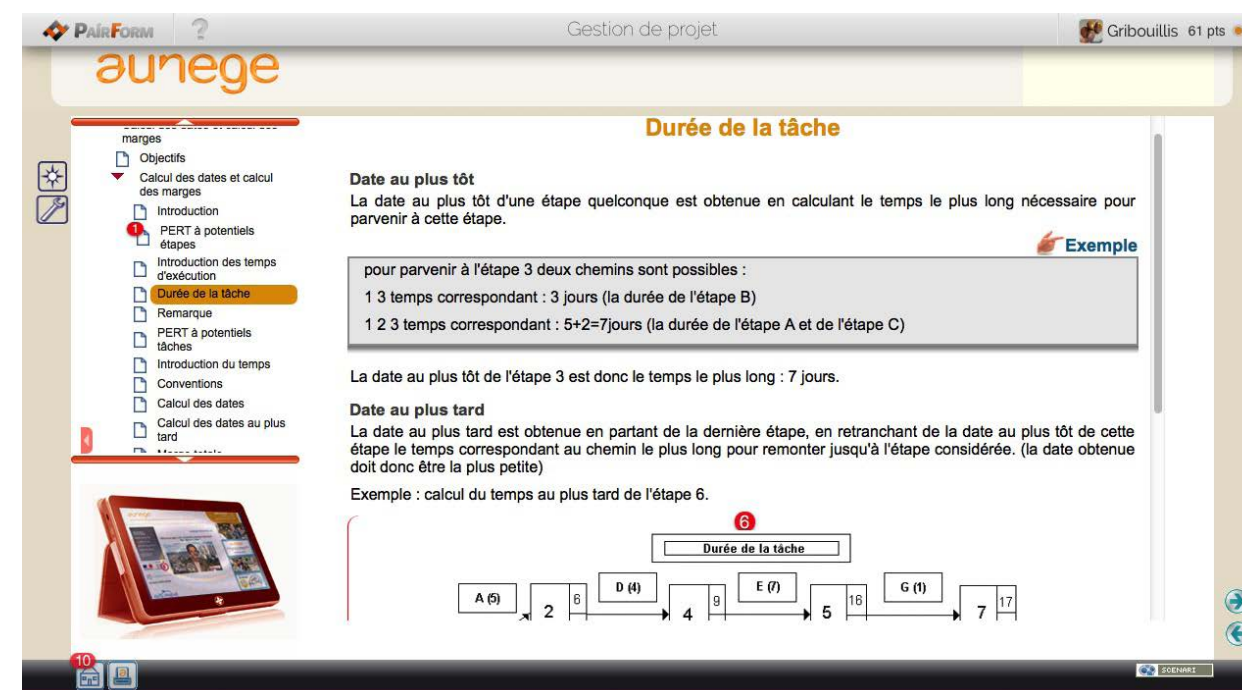 PAIRFORM
?
Gestion de projet
Gribouillis 61 pts
aunege
marges
Objectifs
Calcul des dates et calcul
des marges
Introduction
1
PERT à potentiels
étapes
Introduction des temps
d'exécution
Durée de la tâche
Remarque
PERT à potentiels
tâches
Introduction du temps
Conventions
Calcul des dates
Calcul des dates au plus
tard
Durée de la tâche
Date au plus tôt
La date au plus tôt d'une étape quelconque est obtenue en calculant le temps le plus long nécessaire pour
parvenir à cette étape.
Exemple
pour parvenir à l'étape 3 deux chemins sont possibles :
1 3 temps correspondant : 3 jours (la durée de l'étape B)
1 2 3 temps correspondant : 5+2=7jours (la durée de l'étape A et de l'étape C)
La date au plus tôt de l'étape 3 est donc le temps le plus long : 7 jours.
Date au plus tard
La date au plus tard est obtenue en partant de la dernière étape, en retranchant de la date au plus tôt de cette
étape le temps correspondant au chemin le plus long pour remonter jusqu'à l'étape considérée. (la date obtenue
doit donc être la plus petite)
Exemple : calcul du temps au plus tard de l'étape 6.
6
Durée de la tâche
A (5) 2 6 D (4) 4 9 E (7) 5 16 G (1) 7 17
10
SCENARI